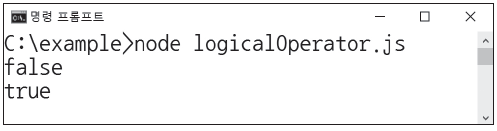 명령 프롬프트
C:\example>node logicalOperator.js
false
true